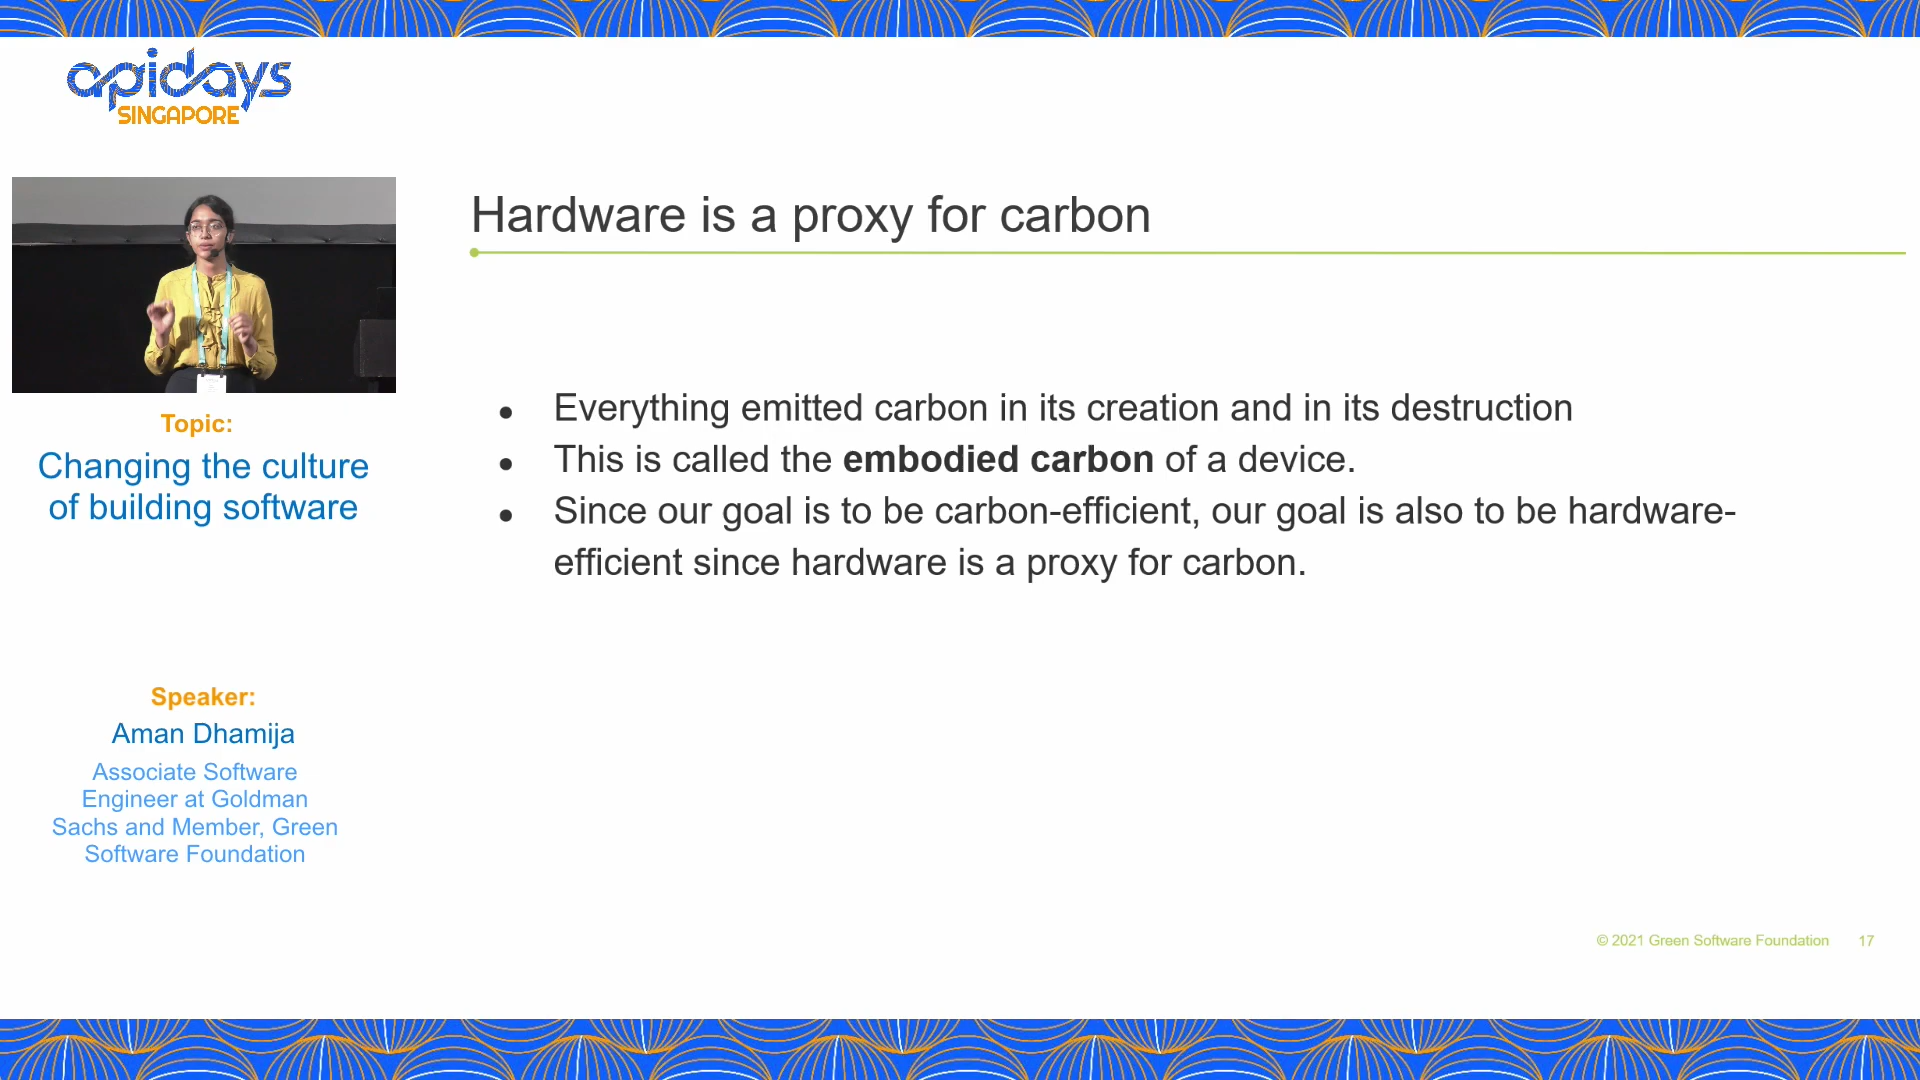 apidays
SINGAPORE
Topic:
Changing the culture
of building software
Speaker:
Aman Dhamija
Associate Software
Engineer at Goldman
Sachs and Member, Green
Software Foundation
Hardware is a proxy for carbon
● Everything emitted carbon in its creation and in its destruction
● This is called the embodied carbon of a device.
● Since our goal is to be carbon-efficient, our goal is also to be hardware-
efficient since hardware is a proxy for carbon.
© 2021 Green Software Foundation 17